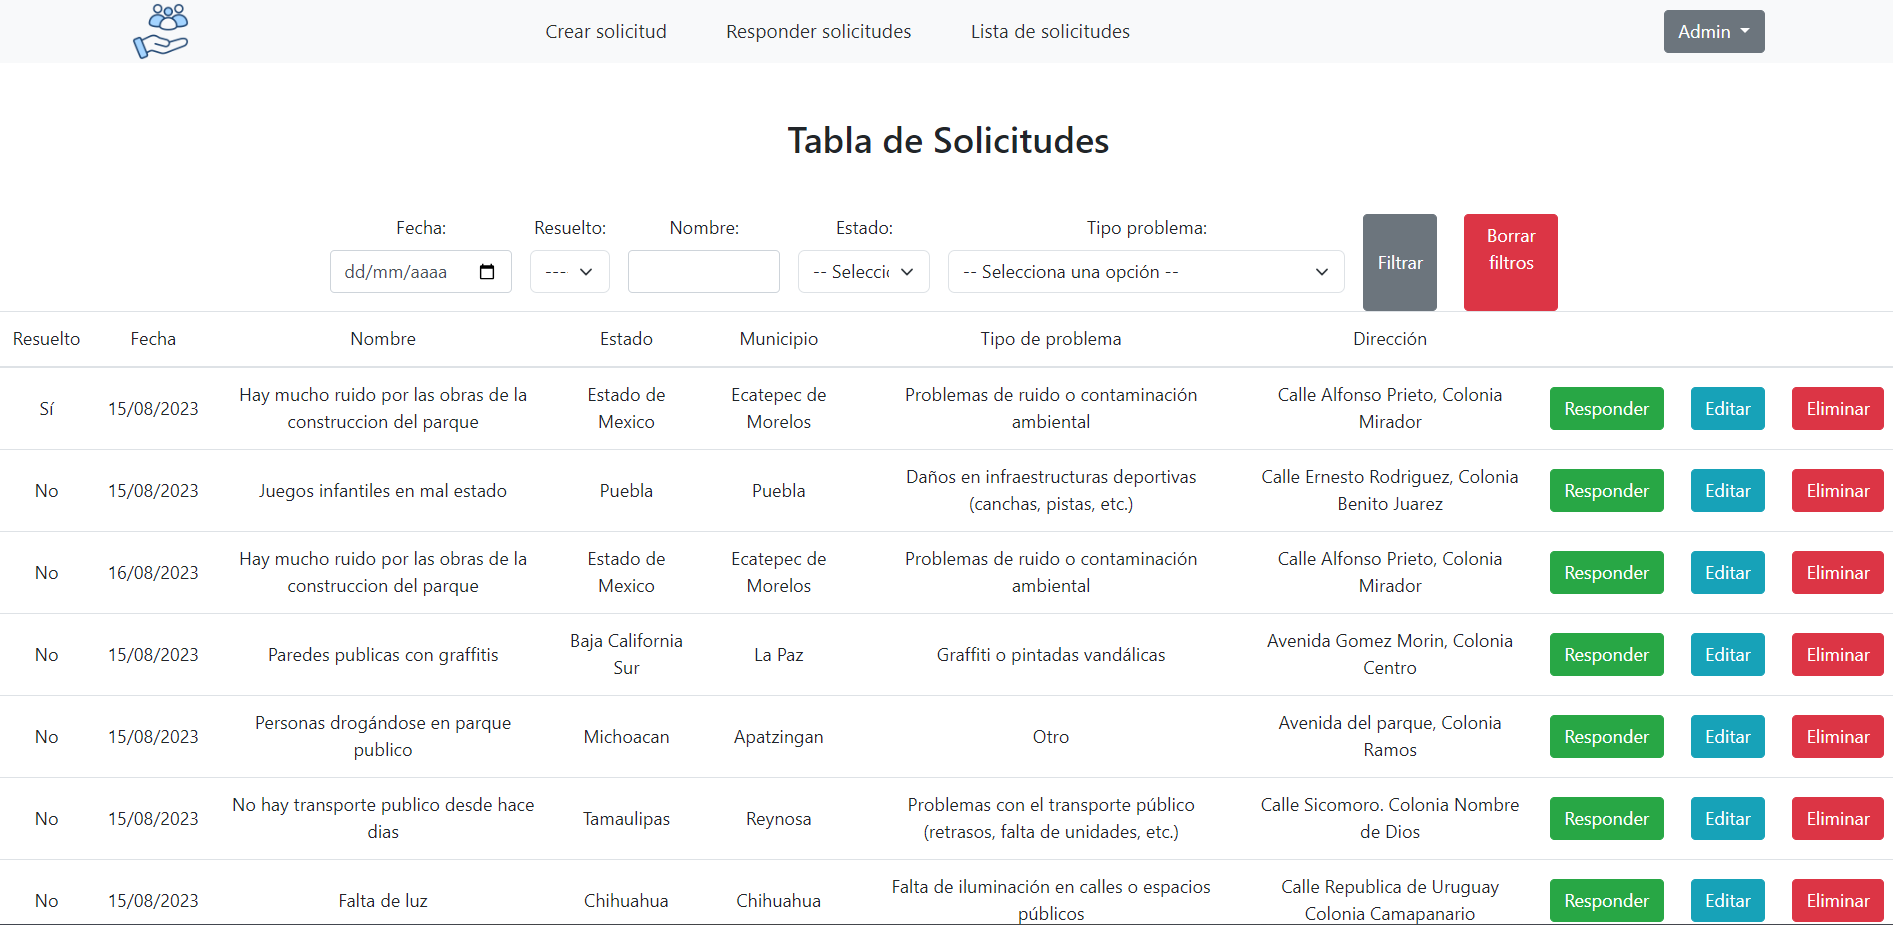 Crear solicitud Responder solicitudes Lista de solicitudes Admin
Tabla de Solicitudes
Fecha: Resuelto: Nombre: Estado: Tipo problema:
dd/mm/aaaa --- -- Selecci -- Selecciona una opción -- Filtrar Borrar filtros
Resuelto Fecha Nombre Estado Municipio Tipo de problema Dirección
Sí 15/08/2023 Hay mucho ruido por las obras de la construccion del parque Estado de Mexico Ecatepec de Morelos Problemas de ruido o contaminación ambiental Calle Alfonso Prieto, Colonia Mirador Responder Editar Eliminar
No 15/08/2023 Juegos infantiles en mal estado Puebla Puebla Daños en infraestructuras deportivas (canchas, pistas, etc.) Calle Ernesto Rodriguez, Colonia Benito Juarez Responder Editar Eliminar
No 16/08/2023 Hay mucho ruido por las obras de la construccion del parque Estado de Mexico Ecatepec de Morelos Problemas de ruido o contaminación ambiental Calle Alfonso Prieto, Colonia Mirador Responder Editar Eliminar
No 15/08/2023 Paredes publicas con graffitis Baja California Sur La Paz Graffiti o pintadas vandálicas Avenida Gomez Morin, Colonia Centro Responder Editar Eliminar
No 15/08/2023 Personas drogándose en parque publico Michoacan Apatzingan Otro Avenida del parque, Colonia Ramos Responder Editar Eliminar
No 15/08/2023 No hay transporte publico desde hace dias Tamaulipas Reynosa Problemas con el transporte público (retrasos, falta de unidades, etc.) Calle Sicomoro. Colonia Nombre de Dios Responder Editar Eliminar
No 15/08/2023 Falta de luz Chihuahua Chihuahua Falta de iluminación en calles o espacios públicos Calle Republica de Uruguay Colonia Camapanario Responder Editar Eliminar